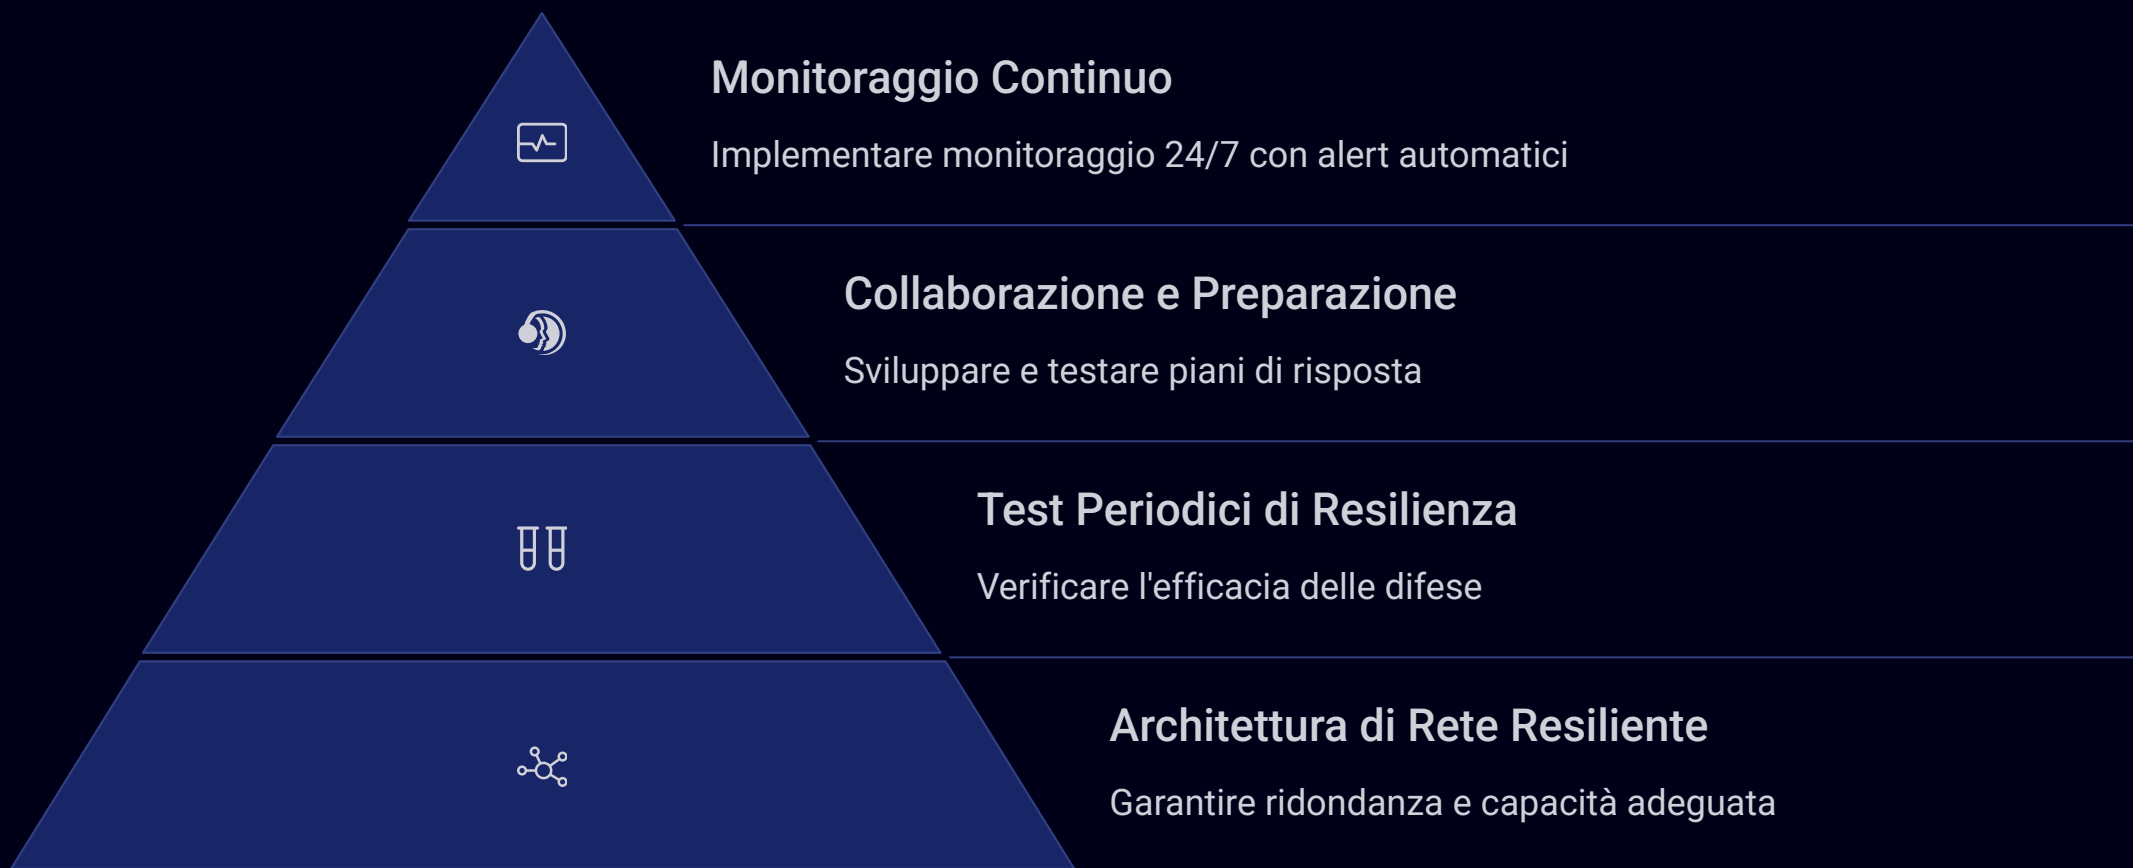 Monitoraggio Continuo
Implementare monitoraggio 24/7 con alert automatici
Collaborazione e Preparazione
Sviluppare e testare piani di risposta
Test Periodici di Resilienza
Verificare l'efficacia delle difese
Architettura di Rete Resiliente
Garantire ridondanza e capacità adeguata